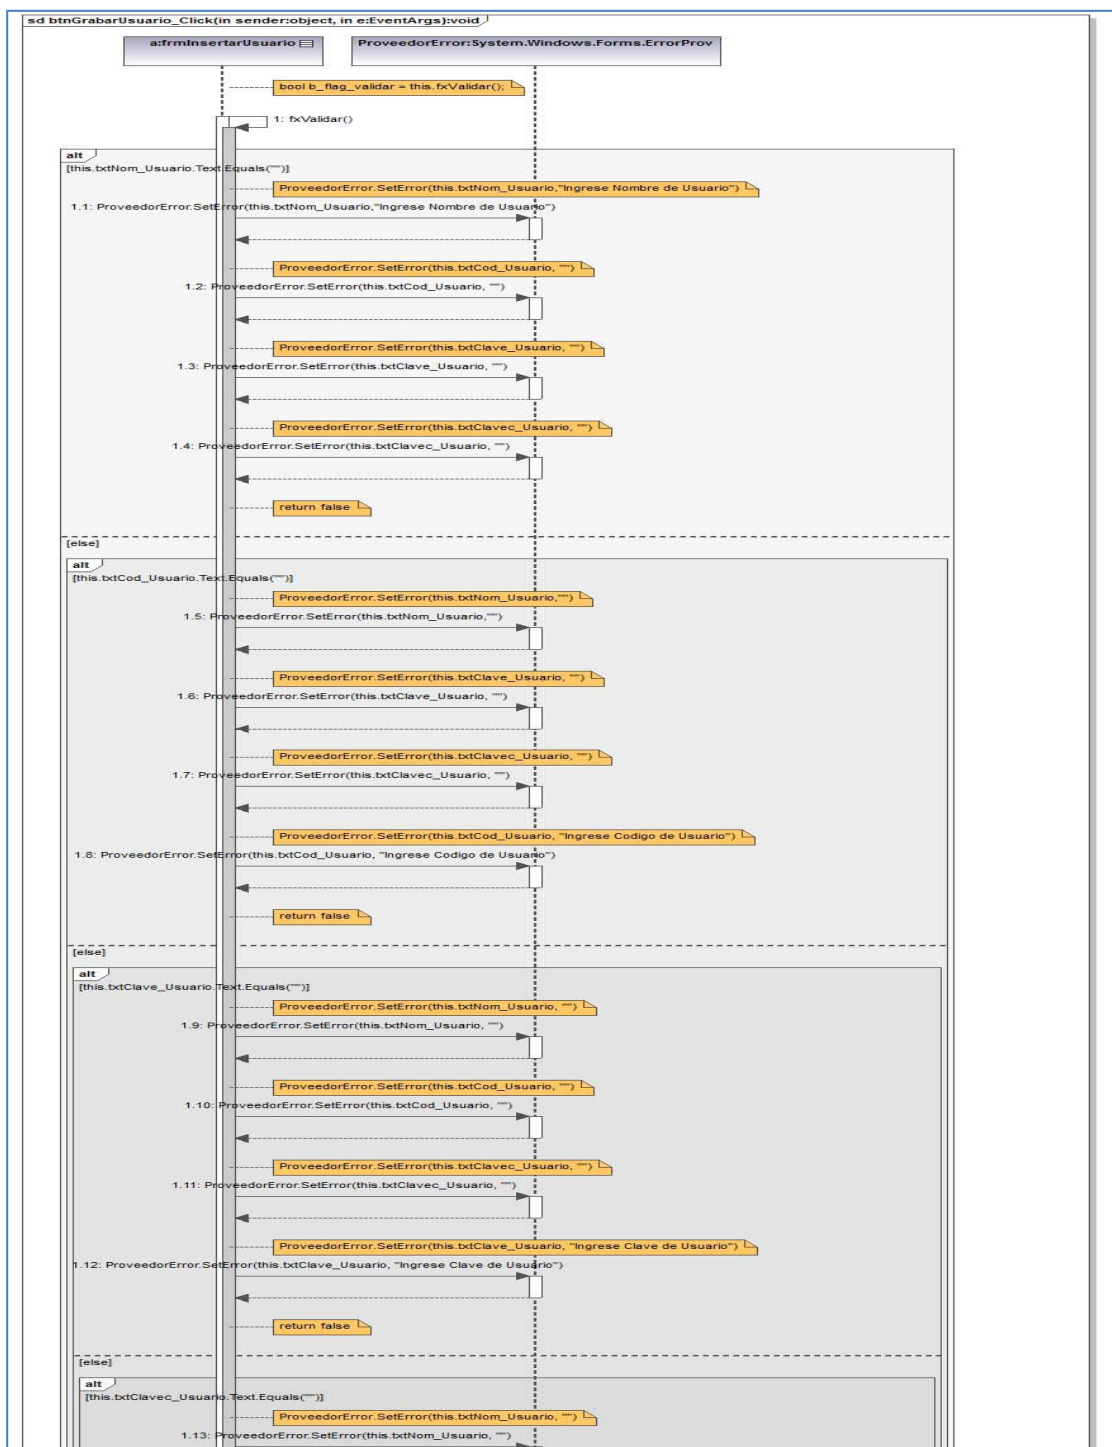 sd btnGrabarUsuario_Click(in sender:object, in e:EventArgs):void
a:frmInsertarUsuario
ProveedorError:System.Windows.Forms.ErrorProv
bool b_flag_validar = this.fxValidar();
1: fxValidar()
alt
[this.txtNom_Usuario.Text.Equals("")]
ProveedorError.SetError(this.txtNom_Usuario,"Ingrese Nombre de Usuario")
1.1: ProveedorError.SetError(this.txtNom_Usuario,"Ingrese Nombre de Usuario")
ProveedorError.SetError(this.txtCod_Usuario, "")
1.2: ProveedorError.SetError(this.txtCod_Usuario, "")
ProveedorError.SetError(this.txtClave_Usuario, "")
1.3: ProveedorError.SetError(this.txtClave_Usuario, "")
ProveedorError.SetError(this.txtClavec_Usuario, "")
1.4: ProveedorError.SetError(this.txtClavec_Usuario, "")
return false
[else]
alt
[this.txtCod_Usuario.Text.Equals("")]
ProveedorError.SetError(this.txtNom_Usuario,"")
1.5: ProveedorError.SetError(this.txtNom_Usuario,"")
ProveedorError.SetError(this.txtClave_Usuario, "")
1.6: ProveedorError.SetError(this.txtClave_Usuario, "")
ProveedorError.SetError(this.txtClavec_Usuario, "")
1.7: ProveedorError.SetError(this.txtClavec_Usuario, "")
ProveedorError.SetError(this.txtCod_Usuario, "Ingrese Codigo de Usuario")
1.8: ProveedorError.SetError(this.txtCod_Usuario, "Ingrese Codigo de Usuario")
return false
[else]
alt
[this.txtClave_Usuario.Text.Equals("")]
ProveedorError.SetError(this.txtNom_Usuario, "")
1.9: ProveedorError.SetError(this.txtNom_Usuario, "")
ProveedorError.SetError(this.txtCod_Usuario, "")
1.10: ProveedorError.SetError(this.txtCod_Usuario, "")
ProveedorError.SetError(this.txtClavec_Usuario, "")
1.11: ProveedorError.SetError(this.txtClavec_Usuario, "")
ProveedorError.SetError(this.txtClave_Usuario, "Ingrese Clave de Usuario")
1.12: ProveedorError.SetError(this.txtClave_Usuario, "Ingrese Clave de Usuario")
return false
[else]
alt
[this.txtClavec_Usuario.Text.Equals("")]
ProveedorError.SetError(this.txtNom_Usuario, "")
1.13: ProveedorError.SetError(this.txtNom_Usuario, "")